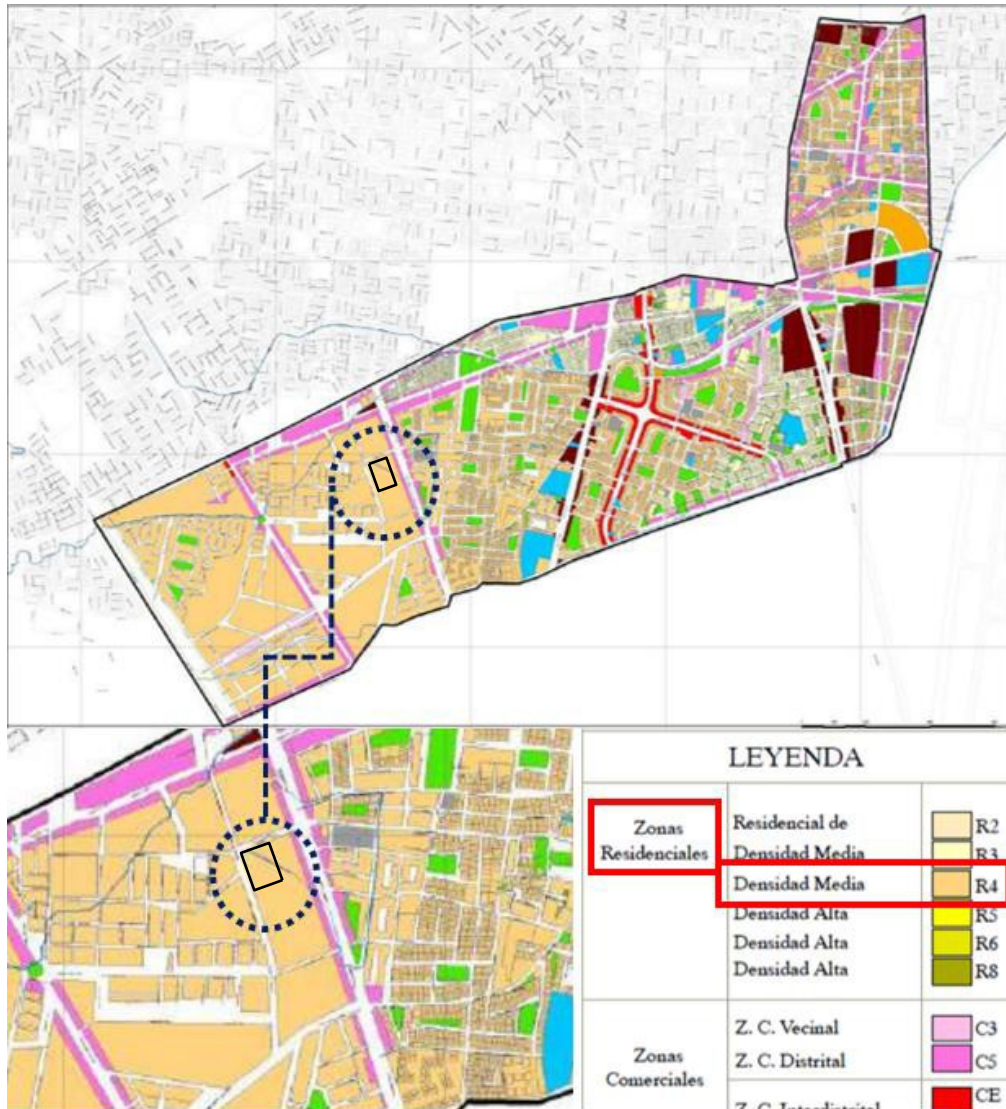 LEYENDA
Zonas
Residenciales
Residencial de
Densidad Media
Densidad Media
Densidad Alta
Densidad Alta
Densidad Alta
R2
R3
R4
R5
R6
R8
Zonas
Comerciales
Z. C. Vecinal
Z. C. Distrital
Z. C. Interdistrital
C3
C5
CE